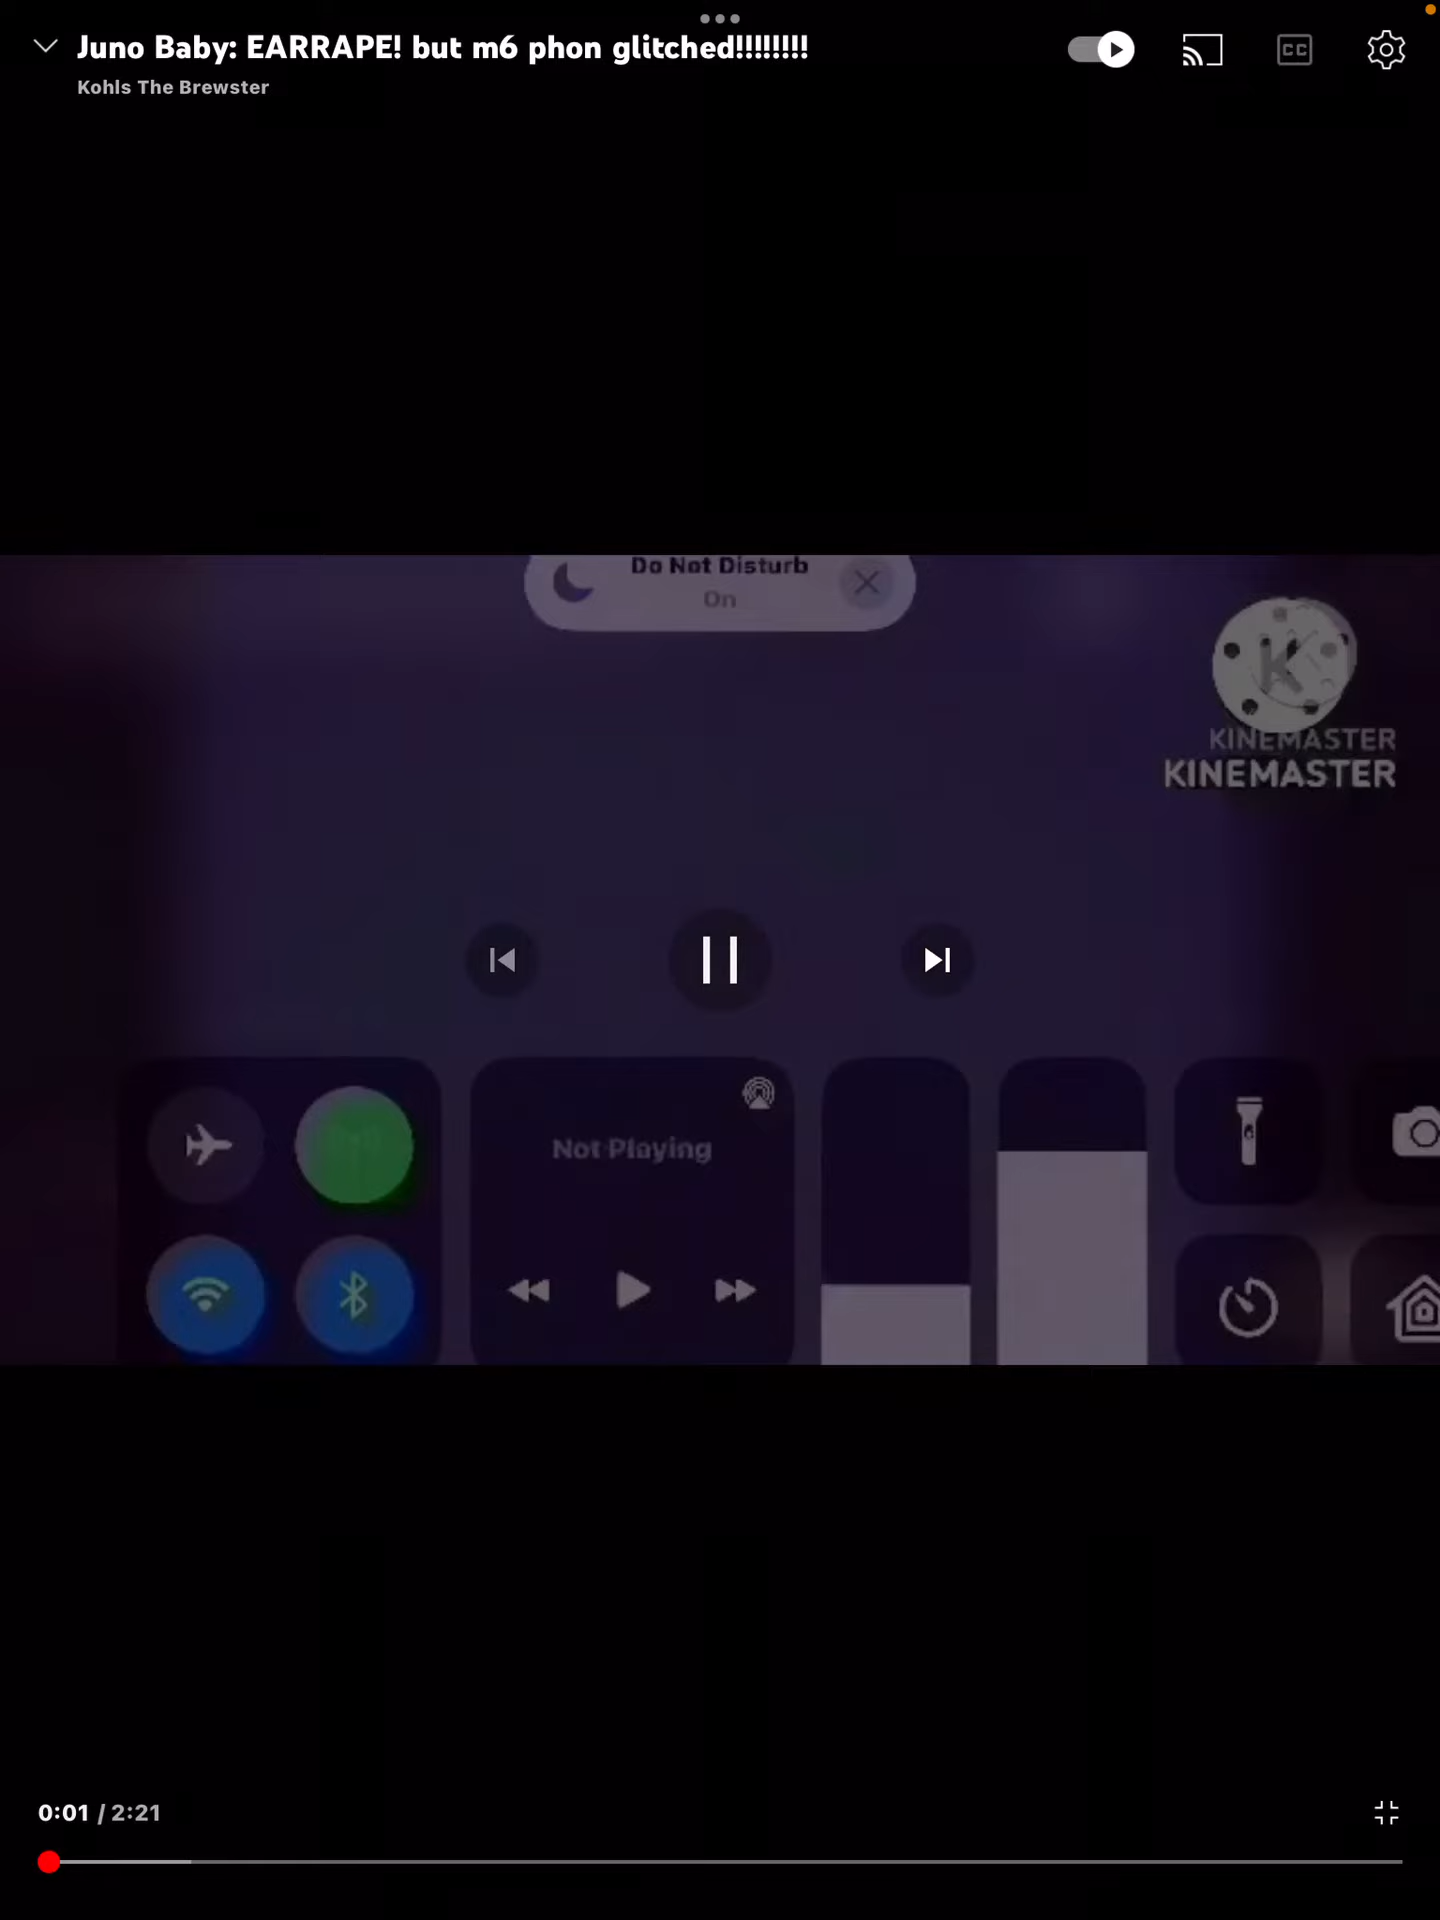 Juno Baby: EARRAPE! but m6 phon glitched!!!!!!!!
Kohls The Brewster
CC
Do Not Disturb
On
K
KINEMASTER
KINEMASTER
Not Playing
0:01 / 2:21